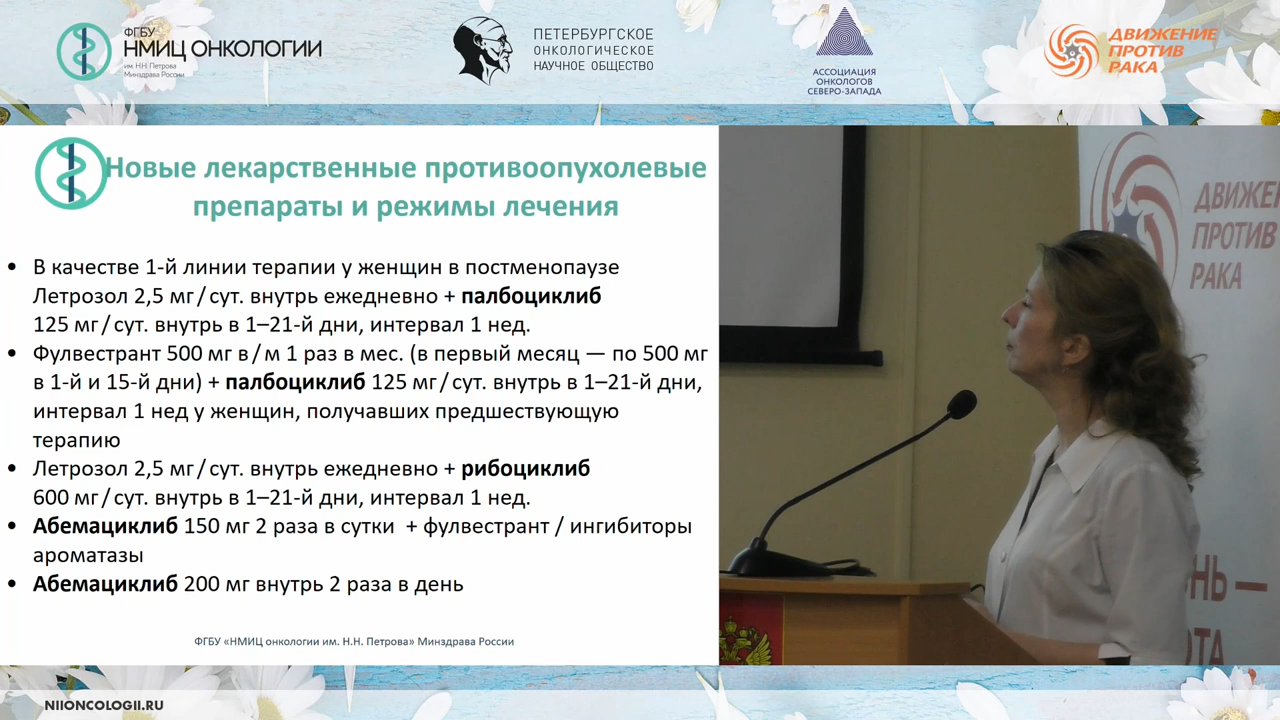 ФГБУ
НМИЦ ОНКОЛОГИИ
им. Н.Н. Петрова
Минздрава России
ПЕТЕРБУРГСКОЕ
ОНКОЛОГИЧЕСКОЕ
НАУЧНОЕ ОБЩЕСТВО
АССОЦИАЦИЯ
ОНКОЛОГОВ
СЕВЕРО-ЗАПАДА
ДВИЖЕНИЕ
ПРОТИВ
РАКА
Новые лекарственные противоопухолевые
препараты и режимы лечения
• В качестве 1-й линии терапии у женщин в постменопаузе
Летрозол 2,5 мг/сут. внутрь ежедневно + палбоциклиб
125 мг/сут. внутрь в 1–21-й дни, интервал 1 нед.
• Фулвестрант 500 мг в/м 1 раз в мес. (в первый месяц — по 500 мг
в 1-й и 15-й дни) + палбоциклиб 125 мг/сут. внутрь в 1–21-й дни,
интервал 1 нед у женщин, получавших предшествующую
терапию
• Летрозол 2,5 мг/сут. внутрь ежедневно + рибоциклиб
600 мг/сут. внутрь в 1–21-й дни, интервал 1 нед.
• Абемациклиб 150 мг 2 раза в сутки + фулвестрант / ингибиторы
ароматазы
• Абемациклиб 200 мг внутрь 2 раза в день
ФГБУ «НМИЦ онкологии им. Н.Н. Петрова» Минздрава России
ДВИЖЕ
ПРОТИВ
РАКА
НЬ —
ОТА
NIIONCOLOGII.RU